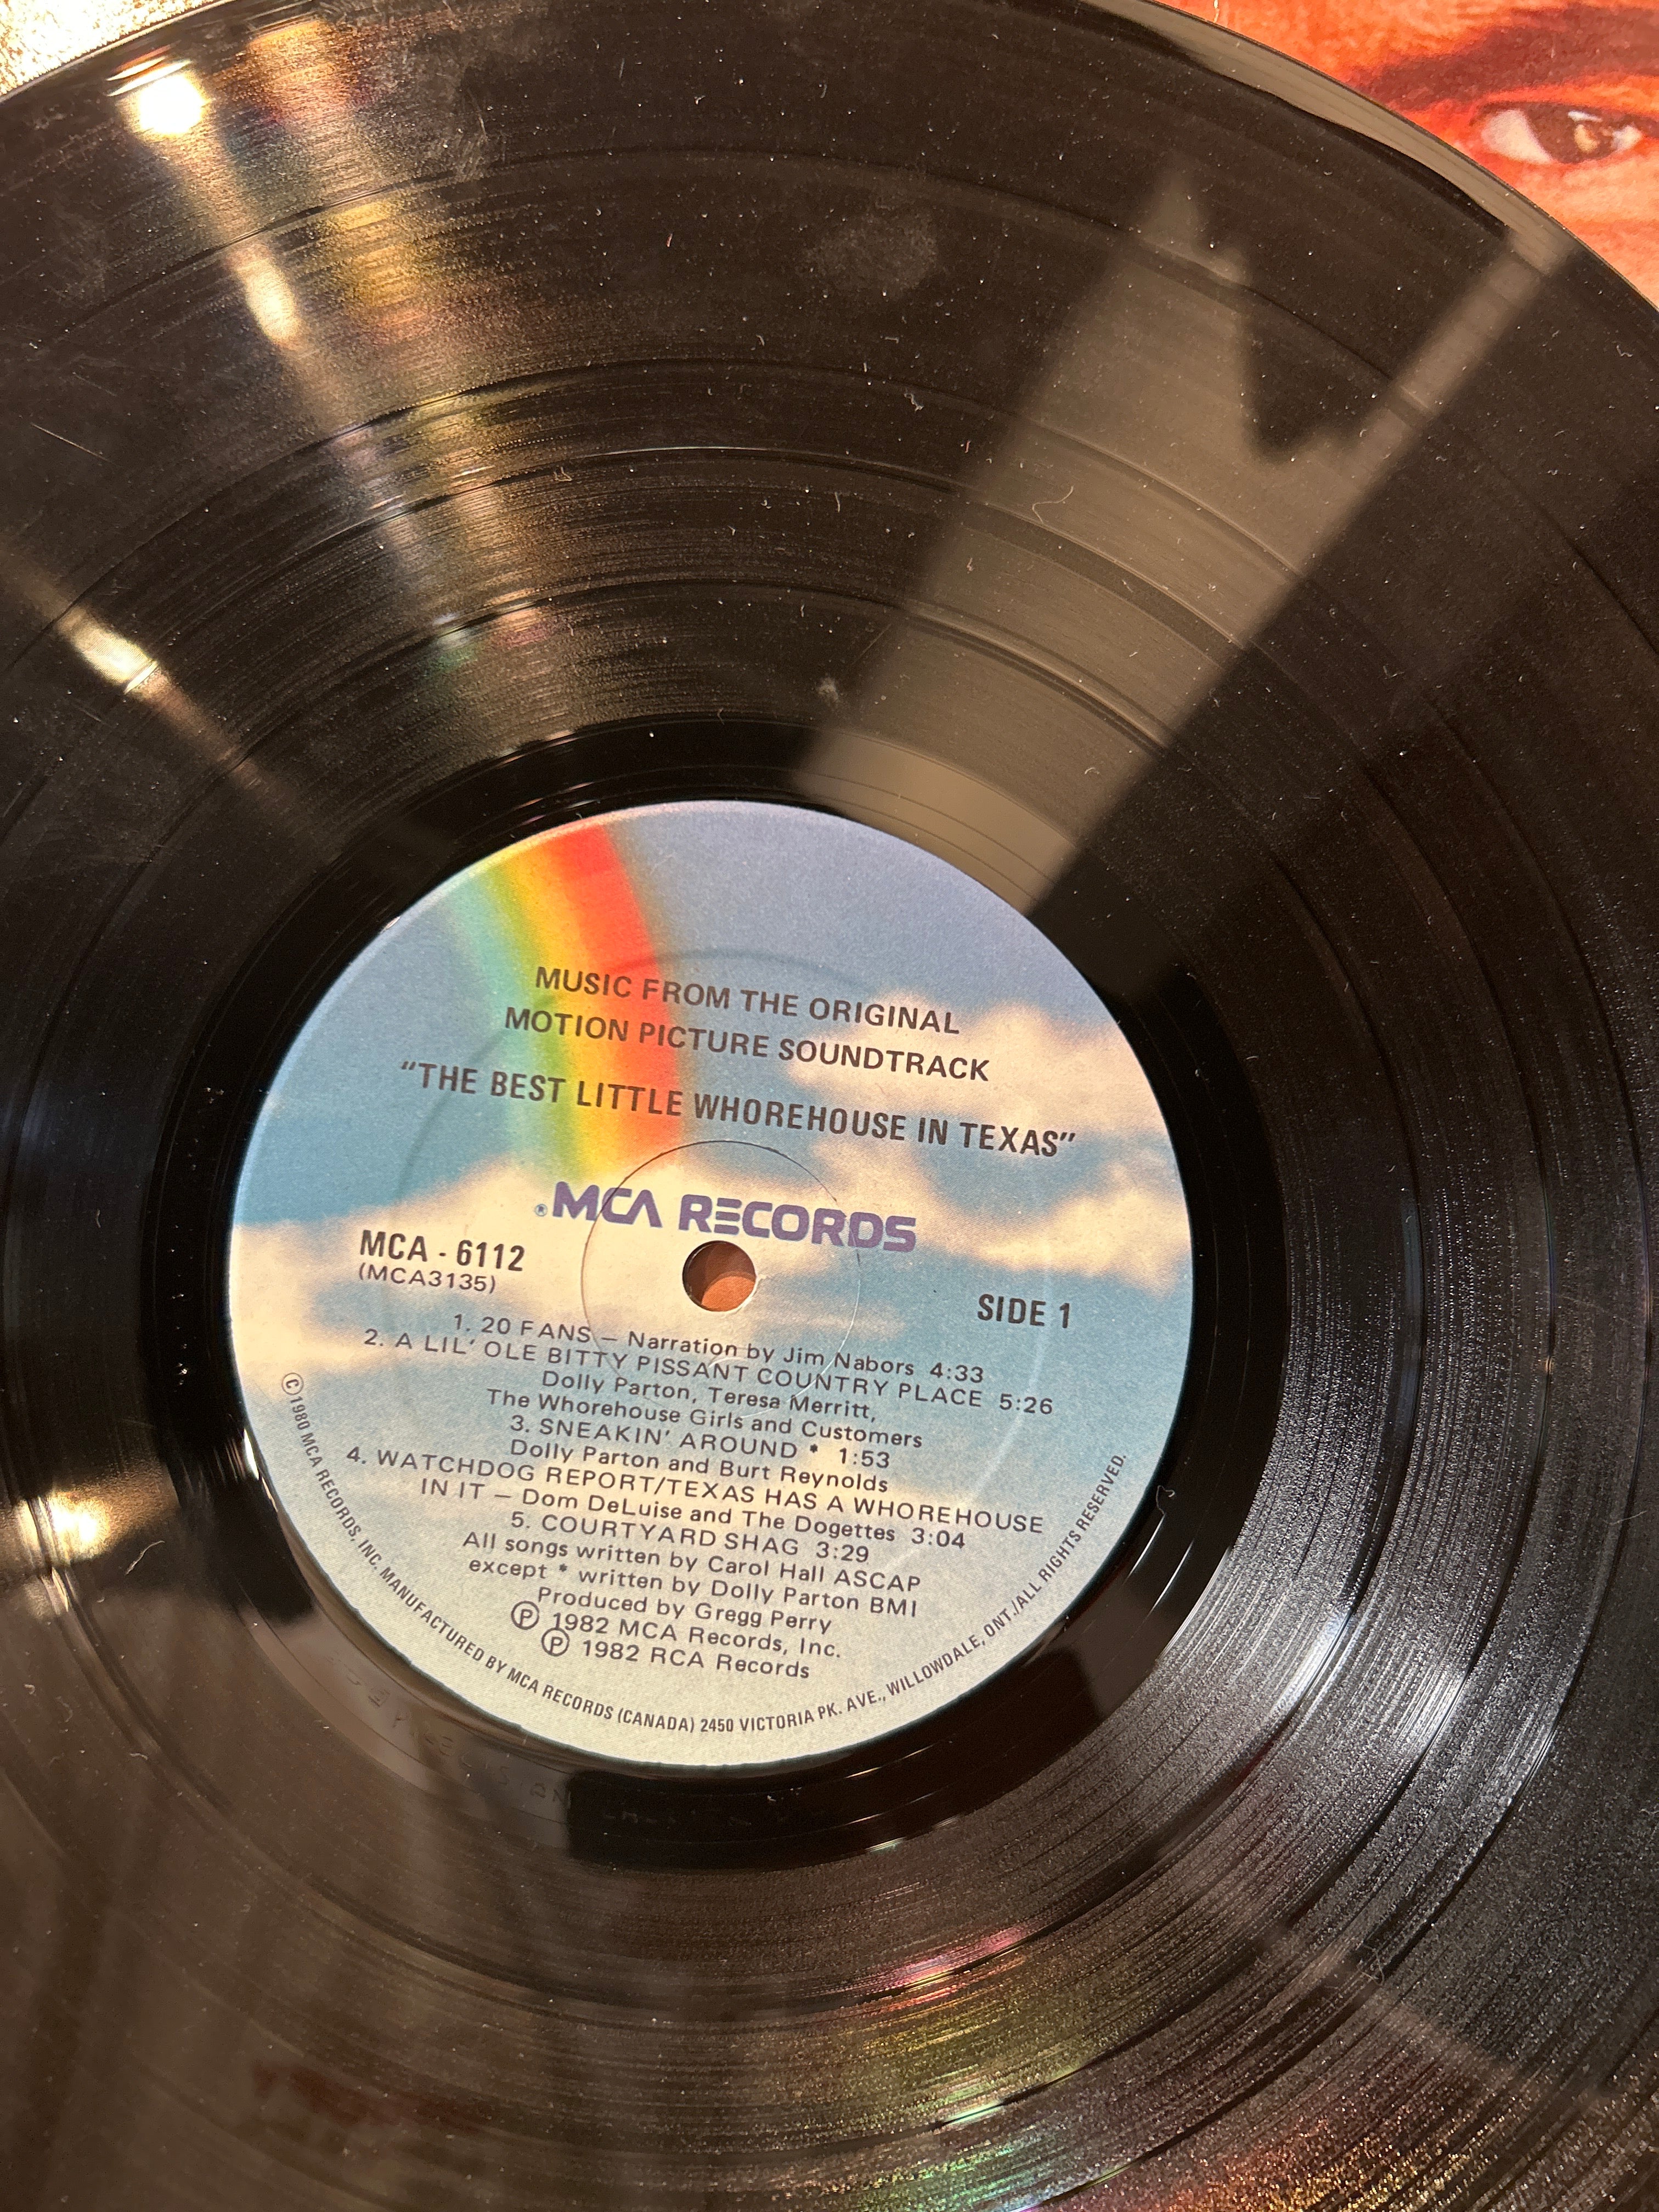 MUSIC FROM THE ORIGINAL
MOTION PICTURE SOUNDTRACK
“THE BEST LITTLE WHOREHOUSE IN TEXAS”
®MCA RECORDS
MCA - 6112
(MCA3135)
SIDE 1
1. 20 FANS — Narration by Jim Nabors 4:33
2. A LIL’ OLE BITTY PISSANT COUNTRY PLACE 5:26
Dolly Parton, Teresa Merritt,
The Whorehouse Girls and Customers
3. SNEAKIN’ AROUND * 1:53
Dolly Parton and Burt Reynolds
4. WATCHDOG REPORT/TEXAS HAS A WHOREHOUSE
IN IT — Dom DeLuise and The Dogettes 3:04
5. COURTYARD SHAG 3:29
All songs written by Carol Hall ASCAP
except * written by Dolly Parton BMI
Produced by Gregg Perry
Ⓟ 1982 MCA Records, Inc.
Ⓟ 1982 RCA Records
©1980 MCA RECORDS, INC. MANUFACTURED BY MCA RECORDS (CANADA) 2450 VICTORIA PK. AVE., WILLOWDALE, ONT./ALL RIGHTS RESERVED.